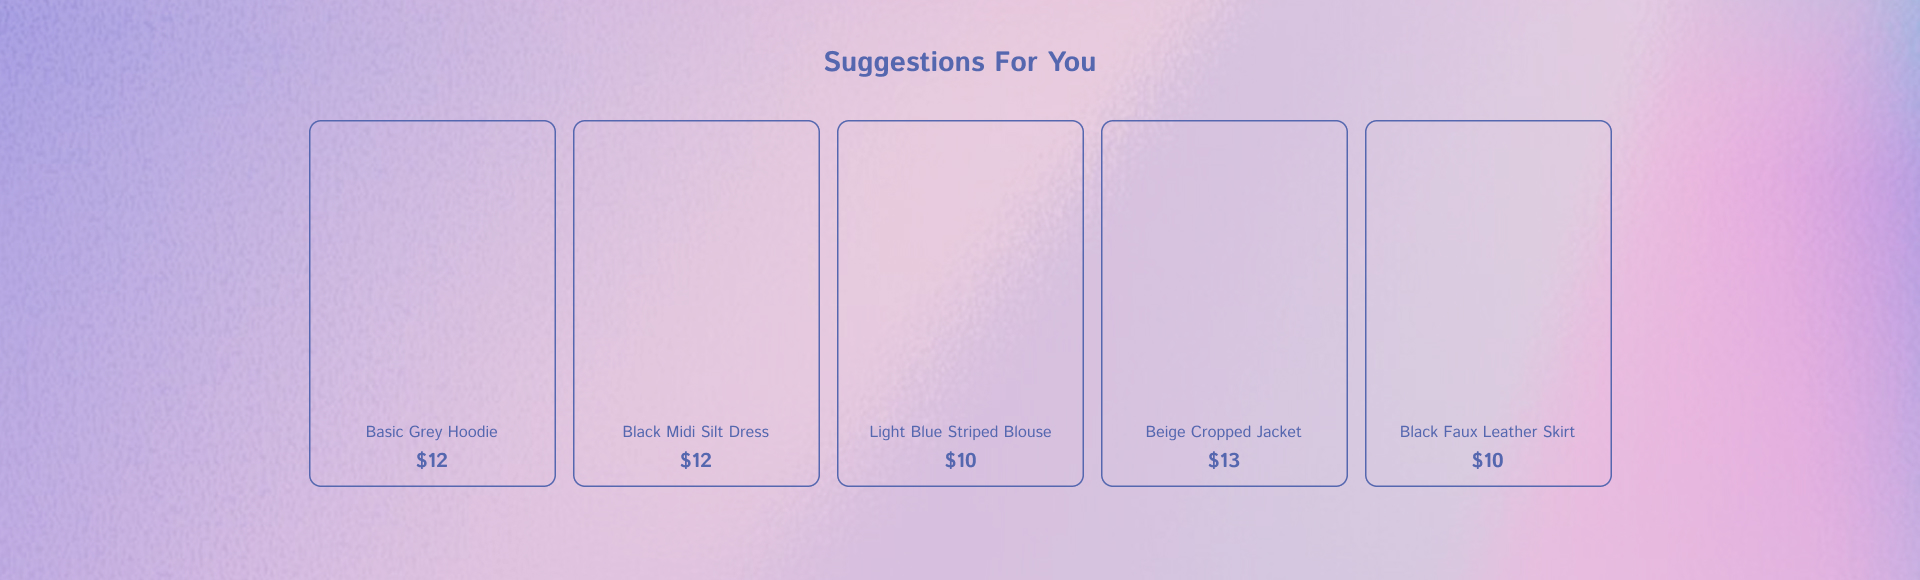 Suggestions For You
Basic Grey Hoodie
$12
Black Midi Silt Dress
$12
Light Blue Striped Blouse
$10
Beige Cropped Jacket
$13
Black Faux Leather Skirt
$10